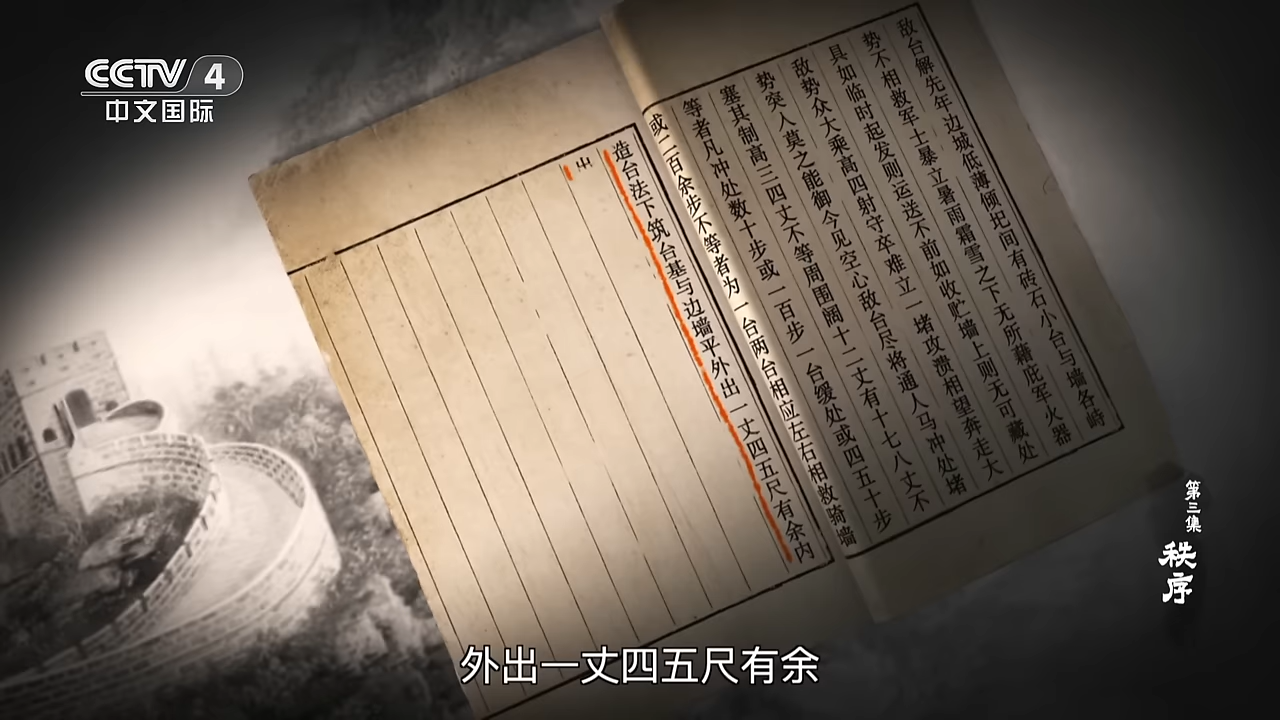 CCTV 4
中文国际
敌台解先年边城低薄倾圮间有砖石小台与墙各峙
势不相救军士暴立暑雨霜雪之下无所藉庇军火器
具如临时起发则运送不前如收贮墙上则无可藏处
敌势众大乘高四射守卒难立一堵攻溃相望奔走大
势突人莫之能御今见空心敌台尽将通人马冲处堵
塞其制高三四丈不等周围阔十二丈有十七八丈不
等者凡冲处数十步或一百步一台缓处或四五十步
或二百余步不等者为一台两台相应左右相救骑墙
造台法下筑台基与边墙平外出一丈四五尺有余内
第三集
秩序
外出一丈四五尺有余